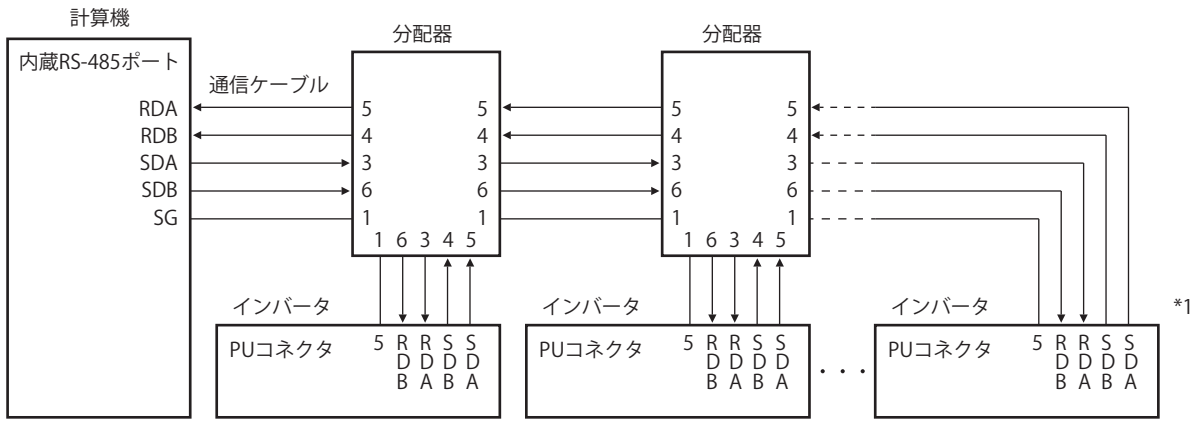 計算機
分配器
分配器
内蔵RS-485ポート
通信ケーブル
RDA 5 5 5 5
RDB 4 4 4 4
SDA 3 3 3 3
SDB 6 6 6 6
SG 1 1 1 1
1 6 3 4 5
1 6 3 4 5
インバータ
インバータ
インバータ
*1
PUコネクタ 5 RDB RDA SDB SDA
PUコネクタ 5 RDB RDA SDB SDA
・・・
PUコネクタ 5 RDB RDA SDB SDA